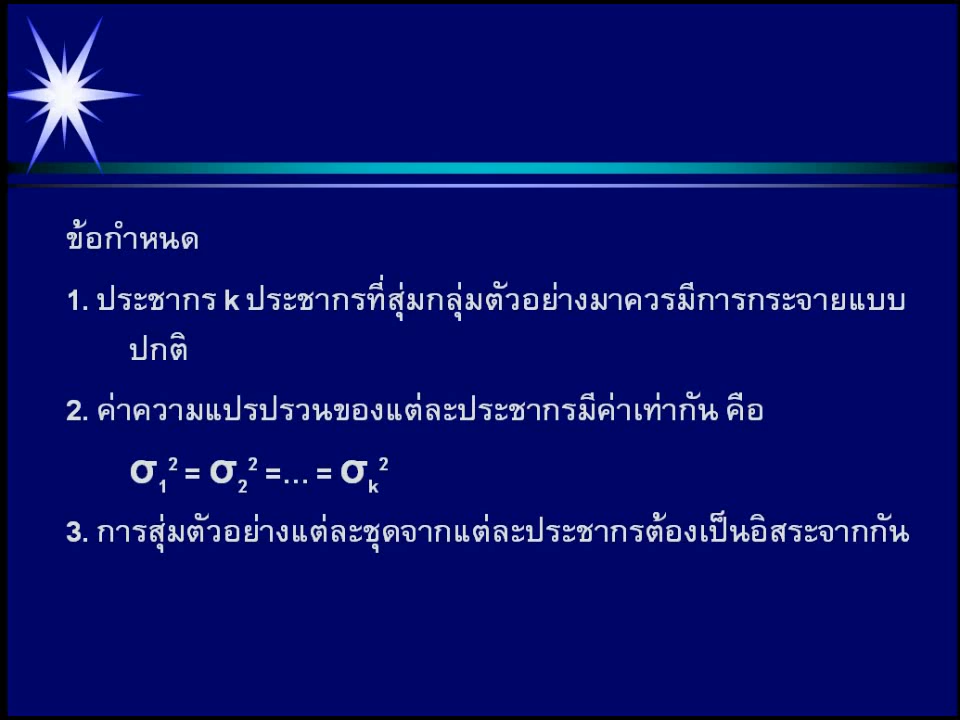 ข้อกำหนด
1. ประชากร k ประชากรที่สุ่มกลุ่มตัวอย่างมาควรมีการกระจายแบบ
ปกติ
2. ค่าความแปรปรวนของแต่ละประชากรมีค่าเท่ากัน คือ
σ₁² = σ₂² =… = σₖ²
3. การสุ่มตัวอย่างแต่ละชุดจากแต่ละประชากรต้องเป็นอิสระจากกัน